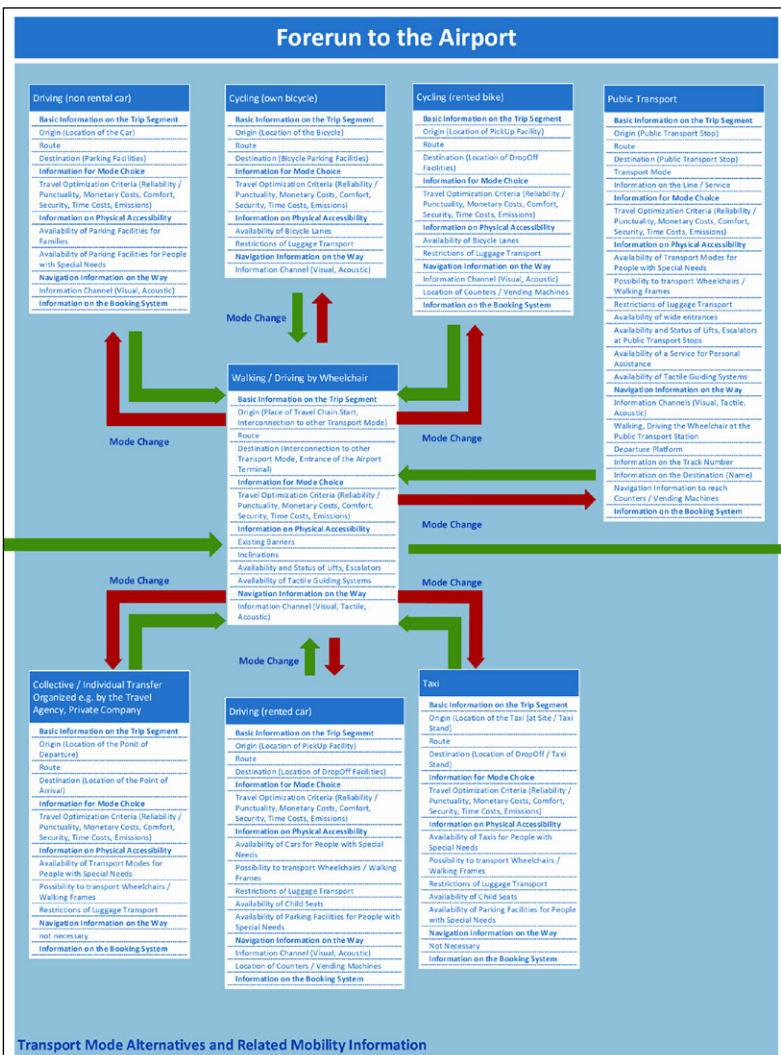 Forerun to the Airport
Driving (non rental car)
Basic Information on the Trip Segment
Origin (Location of the Car)
Route
Destination (Parking Facilities)
Information for Mode Choice
Travel Optimization Criteria (Reliability /
Punctuality, Monetary Costs, Comfort,
Security, Time Costs, Emissions)
Information on Physical Accessibility
Availability of Parking Facilities for
Families
Availability of Parking Facilities for People
with Special Needs
Navigation Information on the Way
Information Channel (Visual, Acoustic)
Information on the Booking System
Cycling (own bicycle)
Basic Information on the Trip Segment
Origin (Location of the Bicycle)
Route
Destination (Bicycle Parking Facilities)
Information for Mode Choice
Travel Optimization Criteria (Reliability /
Punctuality, Monetary Costs, Comfort,
Security, Time Costs, Emissions)
Information on Physical Accessibility
Availability of Bicycle Lanes
Restrictions of Luggage Transport
Navigation Information on the Way
Information Channel (Visual, Acoustic)
Cycling (rented bike)
Basic Information on the Trip Segment
Origin (Location of PickUp Facility)
Route
Destination (Location of DropOff
Facilities)
Information for Mode Choice
Travel Optimization Criteria (Reliability /
Punctuality, Monetary Costs, Comfort,
Security, Time Costs, Emissions)
Information on Physical Accessibility
Availability of Bicycle Lanes
Restrictions of Luggage Transport
Navigation Information on the Way
Information Channel (Visual, Acoustic)
Location of Counters / Vending Machines
Information on the Booking System
Public Transport
Basic Information on the Trip Segment
Origin (Public Transport Stop)
Route
Destination (Public Transport Stop)
Transport Mode
Information on the Line / Service
Information for Mode Choice
Travel Optimization Criteria (Reliability /
Punctuality, Monetary Costs, Comfort,
Security, Time Costs, Emissions)
Information on Physical Accessibility
Availability of Transport Modes for
People with Special Needs
Possibility to transport Wheelchairs /
Walking Frames
Restrictions of Luggage Transport
Availability of wide entrances
Availability and Status of Lifts, Escalators
at Public Transport Stops
Availability of a Service for Personal
Assistance
Availability of Tactile Guiding Systems
Navigation Information on the Way
Information Channels (Visual, Tactile,
Acoustic)
Walking, Driving the Wheelchair at the
Public Transport Station
Departure Platform
Information on the Track Number
Information on the Destination (Name)
Navigation Information to reach
Counters / Vending Machines
Information on the Booking System
Mode Change
Mode Change
Mode Change
Walking / Driving by Wheelchair
Basic Information on the Trip Segment
Origin (Place of Travel Chain Start,
Interconnection to other Transport Mode)
Route
Destination (Interconnection to other
Transport Mode, Entrance of the Airport
Terminal)
Information for Mode Choice
Travel Optimization Criteria (Reliability /
Punctuality, Monetary Costs, Comfort,
Security, Time Costs, Emissions)
Information on Physical Accessibility
Existing Barriers
Inclinations
Availability and Status of Lifts, Escalators
Availability of Tactile Guiding Systems
Navigation Information on the Way
Information Channel (Visual, Tactile,
Acoustic)
Mode Change
Mode Change
Mode Change
Mode Change
Collective / Individual Transfer
Organized e.g. by the Travel
Agency, Private Company
Basic Information on the Trip Segment
Origin (Location of the Ponit of
Departure)
Route
Destination (Location of the Point of
Arrival)
Information for Mode Choice
Travel Optimization Criteria (Reliability /
Punctuality, Monetary Costs, Comfort,
Security, Time Costs, Emissions)
Information on Physical Accessibility
Availability of Transport Modes for
People with Special Needs
Possibility to transport Wheelchairs /
Walking Frames
Restrictions of Luggage Transport
Navigation Information on the Way
not necessary
Information on the Booking System
Driving (rented car)
Basic Information on the Trip Segment
Origin (Location of PickUp Facility)
Route
Destination (Location of DropOff Facilities)
Information for Mode Choice
Travel Optimization Criteria (Reliability /
Punctuality, Monetary Costs, Comfort,
Security, Time Costs, Emissions)
Information on Physical Accessibility
Availability of Cars for People with Special
Needs
Possibility to transport Wheelchairs / Walking
Frames
Restrictions of Luggage Transport
Availability of Child Seats
Availability of Parking Facilities for People with
Special Needs
Navigation Information on the Way
Information Channel (Visual, Acoustic)
Location of Counters / Vending Machines
Information on the Booking System
Taxi
Basic Information on the Trip Segment
Origin (Location of the Taxi (at Site / Taxi
Stand)
Route
Destination (Location of DropOff / Taxi
Stand)
Information for Mode Choice
Travel Optimization Criteria (Reliability /
Punctuality, Monetary Costs, Comfort,
Security, Time Costs, Emissions)
Information on Physical Accessibility
Availability of Taxis for People with
Special Needs
Possibility to transport Wheelchairs /
Walking Frames
Restrictions of Luggage Transport
Availability of Child Seats
Availability of Parking Facilities for People
with Special Needs
Navigation Information on the Way
Not Necessary
Information on the Booking System
Transport Mode Alternatives and Related Mobility Information